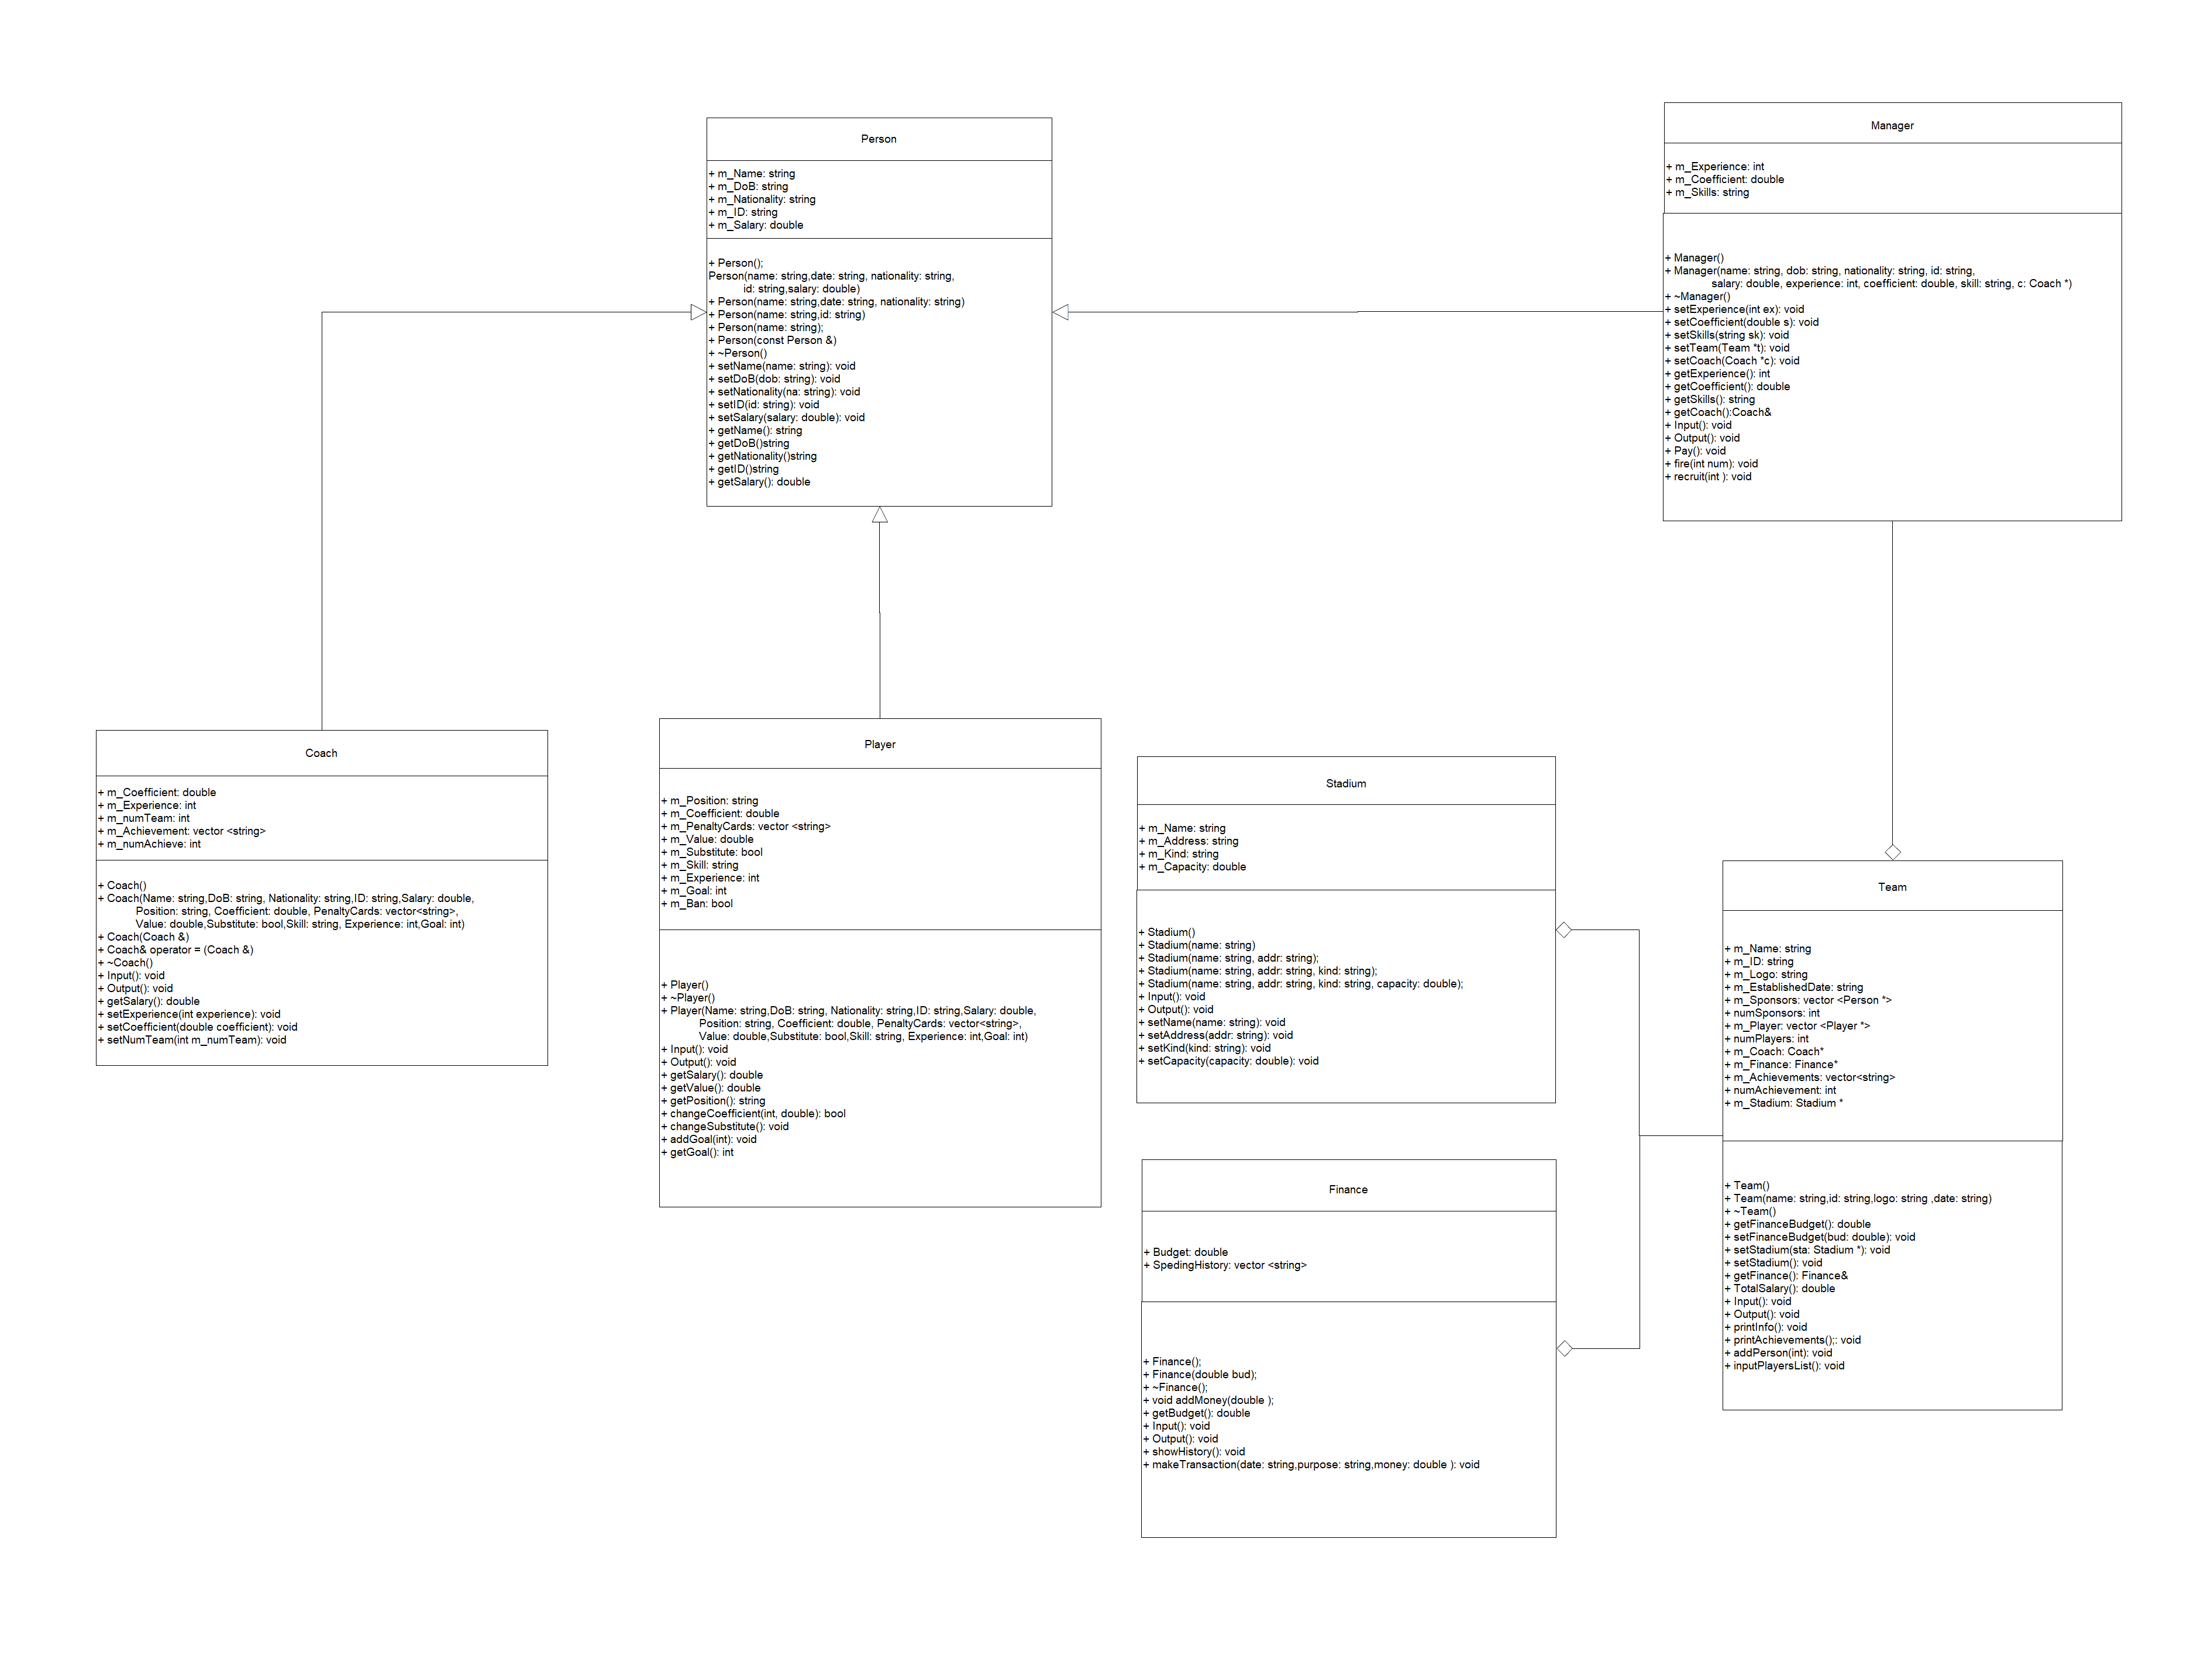 Person
+ m_Name: string
+ m_DoB: string
+ m_Nationality: string
+ m_ID: string
+ m_Salary: double
+ Person();
Person(name: string,date: string, nationality: string,
id: string,salary: double)
+ Person(name: string,date: string, nationality: string)
+ Person(name: string,id: string)
+ Person(name: string);
+ Person(const Person &)
+ ~Person()
+ setName(name: string): void
+ setDoB(dob: string): void
+ setNationality(na: string): void
+ setID(id: string): void
+ setSalary(salary: double): void
+ getName(): string
+ getDoB()string
+ getNationality()string
+ getID()string
+ getSalary(): double
Manager
+ m_Experience: int
+ m_Coefficient: double
+ m_Skills: string
+ Manager()
+ Manager(name: string, dob: string, nationality: string, id: string,
salary: double, experience: int, coefficient: double, skill: string, c: Coach *)
+ ~Manager()
+ setExperience(int ex): void
+ setCoefficient(double s): void
+ setSkills(string sk): void
+ setTeam(Team *t): void
+ setCoach(Coach *c): void
+ getExperience(): int
+ getCoefficient(): double
+ getSkills(): string
+ getCoach():Coach&
+ Input(): void
+ Output(): void
+ Pay(): void
+ fire(int num): void
+ recruit(int ): void
Coach
+ m_Coefficient: double
+ m_Experience: int
+ m_numTeam: int
+ m_Achievement: vector <string>
+ m_numAchieve: int
+ Coach()
+ Coach(Name: string,DoB: string, Nationality: string,ID: string,Salary: double,
Position: string, Coefficient: double, PenaltyCards: vector<string>,
Value: double,Substitute: bool,Skill: string, Experience: int,Goal: int)
+ Coach(Coach &)
+ Coach& operator = (Coach &)
+ ~Coach()
+ Input(): void
+ Output(): void
+ getSalary(): double
+ setExperience(int experience): void
+ setCoefficient(double coefficient): void
+ setNumTeam(int m_numTeam): void
Player
+ m_Position: string
+ m_Coefficient: double
+ m_PenaltyCards: vector <string>
+ m_Value: double
+ m_Substitute: bool
+ m_Skill: string
+ m_Experience: int
+ m_Goal: int
+ m_Ban: bool
+ Player()
+ ~Player()
+ Player(Name: string,DoB: string, Nationality: string,ID: string,Salary: double,
Position: string, Coefficient: double, PenaltyCards: vector<string>,
Value: double,Substitute: bool,Skill: string, Experience: int,Goal: int)
+ Input(): void
+ Output(): void
+ getSalary(): double
+ getValue(): double
+ getPosition(): string
+ changeCoefficient(int, double): bool
+ changeSubstitute(): void
+ addGoal(int): void
+ getGoal(): int
Stadium
+ m_Name: string
+ m_Address: string
+ m_Kind: string
+ m_Capacity: double
+ Stadium()
+ Stadium(name: string)
+ Stadium(name: string, addr: string);
+ Stadium(name: string, addr: string, kind: string);
+ Stadium(name: string, addr: string, kind: string, capacity: double);
+ Input(): void
+ Output(): void
+ setName(name: string): void
+ setAddress(addr: string): void
+ setKind(kind: string): void
+ setCapacity(capacity: double): void
Finance
+ Budget: double
+ SpedingHistory: vector <string>
+ Finance();
+ Finance(double bud);
+ ~Finance();
+ void addMoney(double );
+ getBudget(): double
+ Input(): void
+ Output(): void
+ showHistory(): void
+ makeTransaction(date: string,purpose: string,money: double ): void
Team
+ m_Name: string
+ m_ID: string
+ m_Logo: string
+ m_EstablishedDate: string
+ m_Sponsors: vector <Person *>
+ numSponsors: int
+ m_Player: vector <Player *>
+ numPlayers: int
+ m_Coach: Coach*
+ m_Finance: Finance*
+ m_Achievements: vector<string>
+ numAchievement: int
+ m_Stadium: Stadium *
+ Team()
+ Team(name: string,id: string,logo: string ,date: string)
+ ~Team()
+ getFinanceBudget(): double
+ setFinanceBudget(bud: double): void
+ setStadium(sta: Stadium *): void
+ setStadium(): void
+ getFinance(): Finance&
+ TotalSalary(): double
+ Input(): void
+ Output(): void
+ printInfo(): void
+ printAchievements();: void
+ addPerson(int): void
+ inputPlayersList(): void